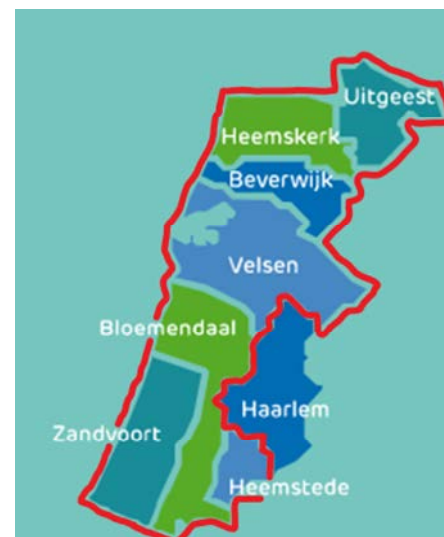 Uitgeest
Heemskerk
Beverwijk
Velsen
Bloemendaal
Haarlem
Zandvoort
Heemstede